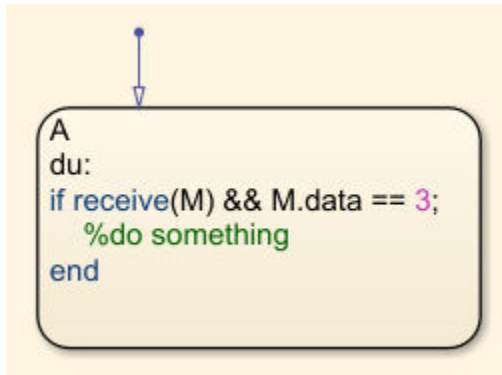 A
du:
if receive(M) && M.data == 3;
%do something
end